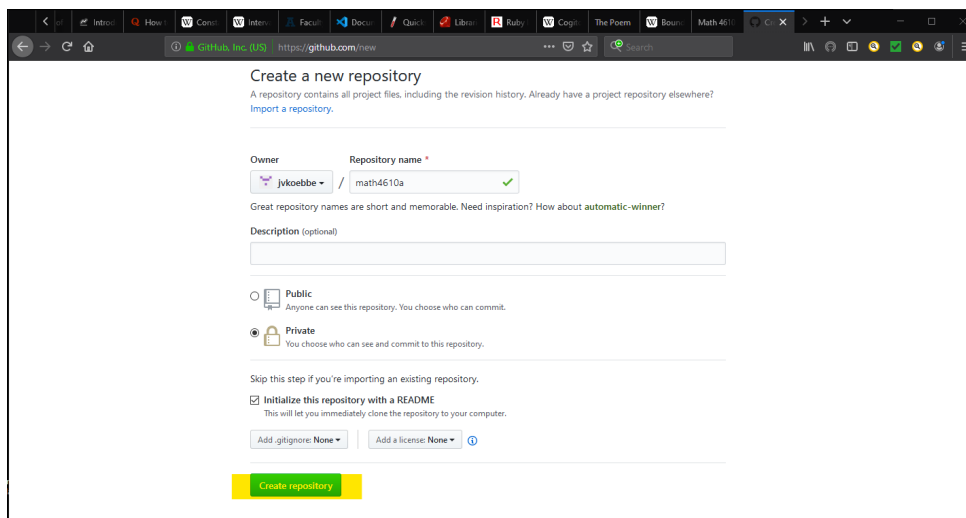 of Introd How t Const Interv Facult Docur Quick Librar Ruby Cogit The Poem Boun Math 4610
GitHub, Inc. (US) https://github.com/new Search
Create a new repository
A repository contains all project files, including the revision history. Already have a project repository elsewhere?
Import a repository.
Owner Repository name *
jvkoebbe / math4610a
Great repository names are short and memorable. Need inspiration? How about automatic-winner?
Description (optional)
Public
Anyone can see this repository. You choose who can commit.
Private
You choose who can see and commit to this repository.
Skip this step if you're importing an existing repository.
Initialize this repository with a README
This will let you immediately clone the repository to your computer.
Add .gitignore: None Add a license: None
Create repository